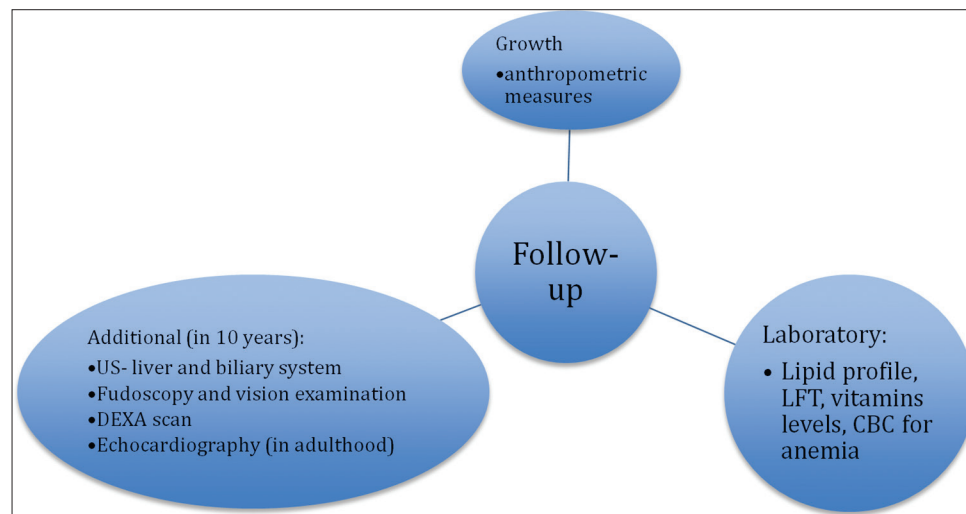 Growth
•anthropometric
measures
Follow-
up
Additional (in 10 years):
•US- liver and biliary system
•Fudoscopy and vision examination
•DEXA scan
•Echocardiography (in adulthood)
Laboratory:
• Lipid profile,
LFT, vitamins
levels, CBC for
anemia